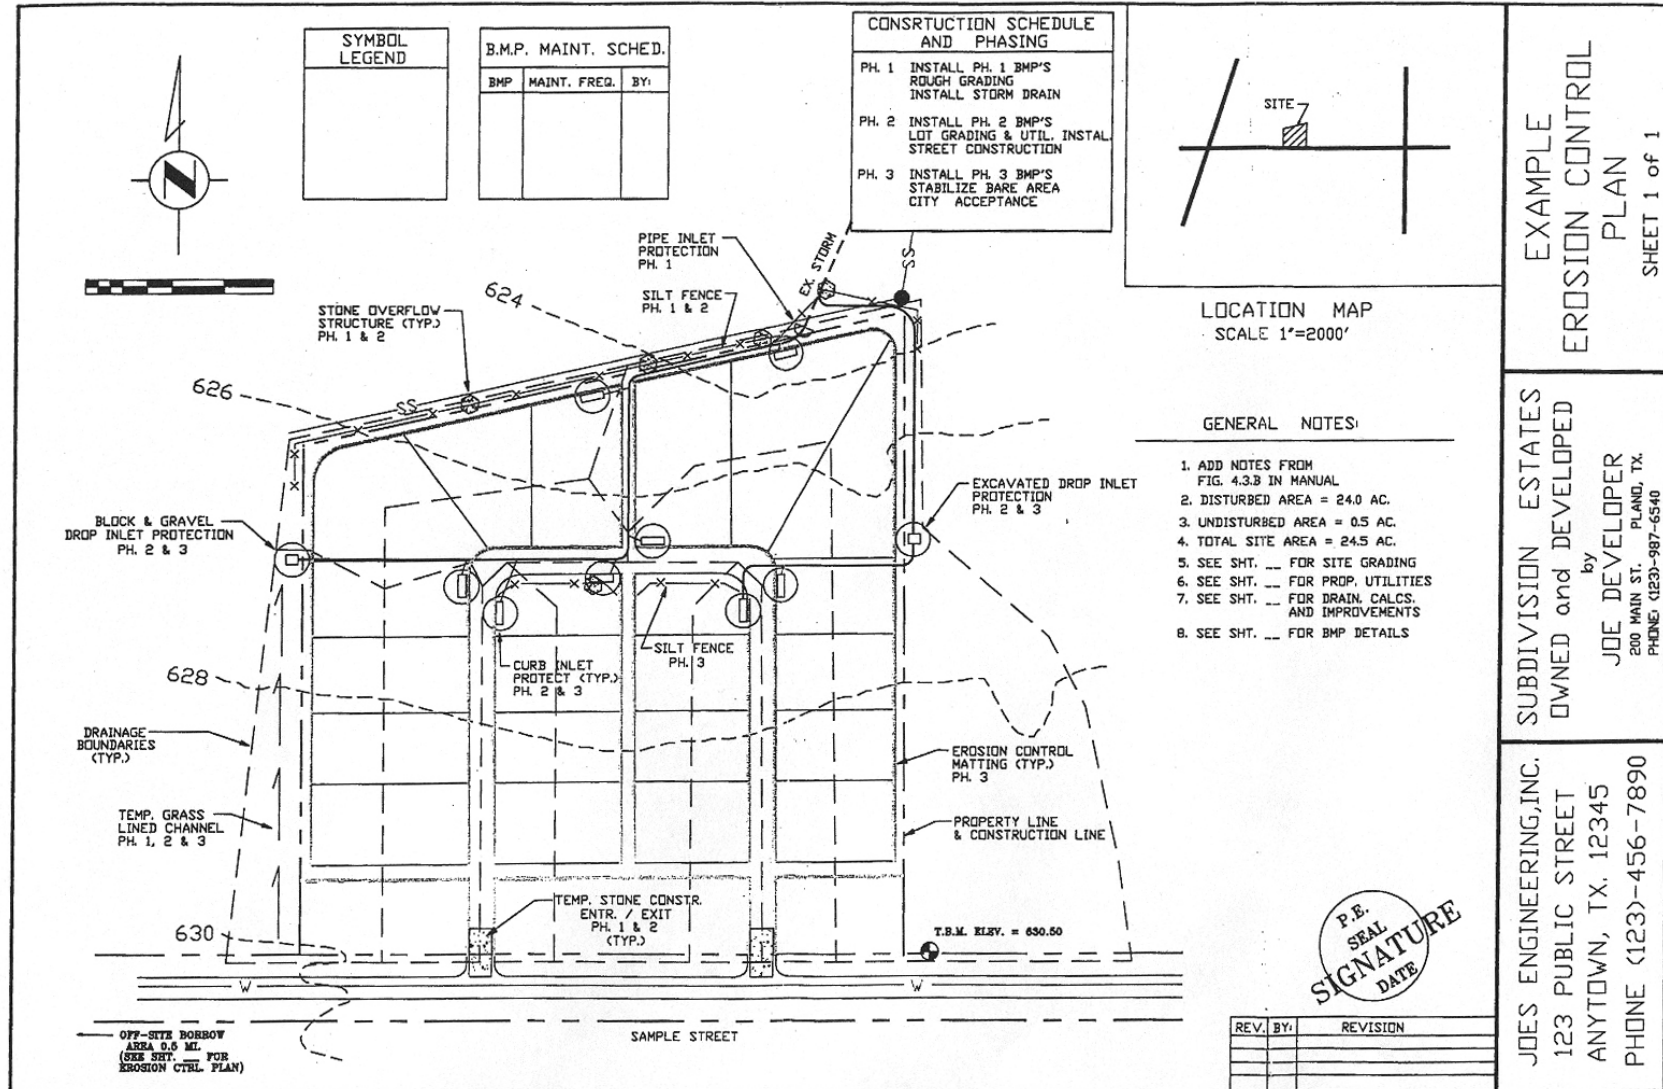 SYMBOL
LEGEND
B.M.P. MAINT. SCHED.
BMP MAINT. FREQ. BY:
CONSRTUCTION SCHEDULE
AND PHASING
PH. 1 INSTALL PH. 1 BMP'S
ROUGH GRADING
INSTALL STORM DRAIN
PH. 2 INSTALL PH. 2 BMP'S
LOT GRADING & UTIL. INSTAL.
STREET CONSTRUCTION
PH. 3 INSTALL PH. 3 BMP'S
STABILIZE BARE AREA
CITY ACCEPTANCE
SITE
LOCATION MAP
SCALE 1"=2000'
N
PIPE INLET
PROTECTION
PH. 1
EX. STORM
SS
SILT FENCE
PH. 1 & 2
624
STONE OVERFLOW
STRUCTURE (TYP.)
PH. 1 & 2
626
SS
GENERAL NOTES:
1. ADD NOTES FROM
FIG. 4.3.B IN MANUAL
2. DISTURBED AREA = 24.0 AC.
3. UNDISTURBED AREA = 0.5 AC.
4. TOTAL SITE AREA = 24.5 AC.
5. SEE SHT. __ FOR SITE GRADING
6. SEE SHT. __ FOR PROP. UTILITIES
7. SEE SHT. __ FOR DRAIN. CALCS.
AND IMPROVEMENTS
8. SEE SHT. __ FOR BMP DETAILS
EXCAVATED DROP INLET
PROTECTION
PH. 2 & 3
BLOCK & GRAVEL
DROP INLET PROTECTION
PH. 2 & 3
SILT FENCE
PH. 3
CURB INLET
PROTECT (TYP.)
PH. 2 & 3
628
DRAINAGE
BOUNDARIES
(TYP.)
EROSION CONTROL
MATTING (TYP.)
PH. 3
TEMP. GRASS
LINED CHANNEL
PH. 1, 2 & 3
PROPERTY LINE
& CONSTRUCTION LINE
TEMP. STONE CONSTR.
ENTR. / EXIT
PH. 1 & 2
(TYP.)
630
T.B.M. ELEV. = 630.50
W
W
SAMPLE STREET
OFF-SITE BORROW
AREA 0.5 MI.
(SEE SHT. __ FOR
EROSION CTRL. PLAN)
P.E.
SEAL
SIGNATURE
DATE
REV. BY: REVISION
EXAMPLE
EROSION CONTROL
PLAN
SHEET 1 of 1
SUBDIVISION ESTATES
OWNED and DEVELOPED
by
JOE DEVELOPER
200 MAIN ST. PLANO, TX.
PHONE: (123)-987-6540
JOES ENGINEERING,INC.
123 PUBLIC STREET
ANYTOWN, TX. 12345
PHONE (123)-456-7890